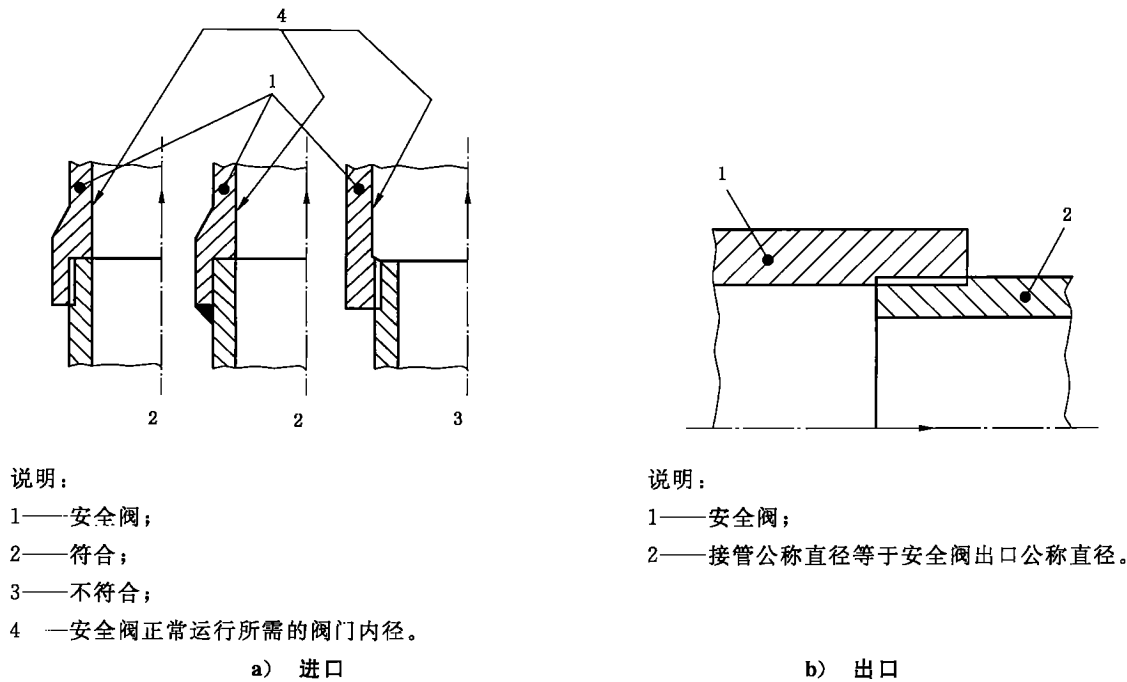 4
1
2 2 3
1
2
说明：
1——安全阀；
2——符合；
3——不符合；
4 —安全阀正常运行所需的阀门内径。
a） 进口
说明：
1——安全阀；
2——接管公称直径等于安全阀出口公称直径。
b） 出口